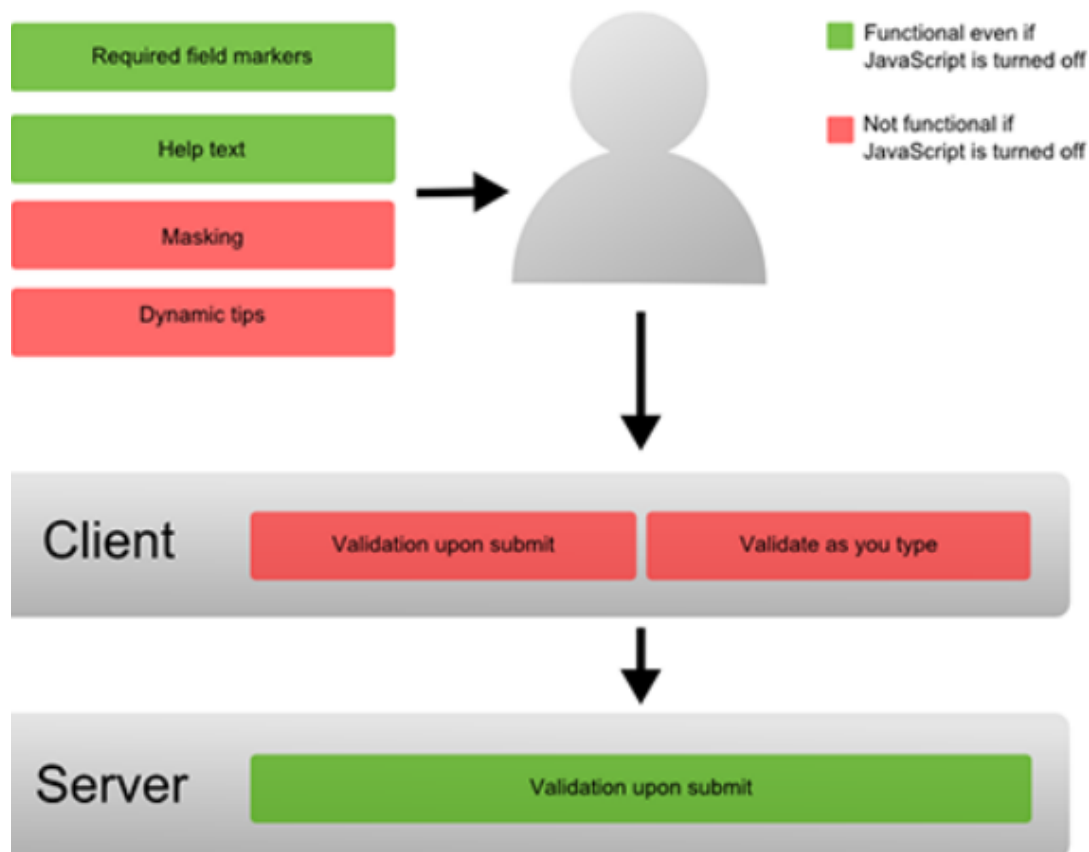 Required field markers
Help text
Masking
Dynamic tips
Functional even if
JavaScript is turned off
Not functional if
JavaScript is turned off
Client
Validation upon submit
Validate as you type
Server
Validation upon submit